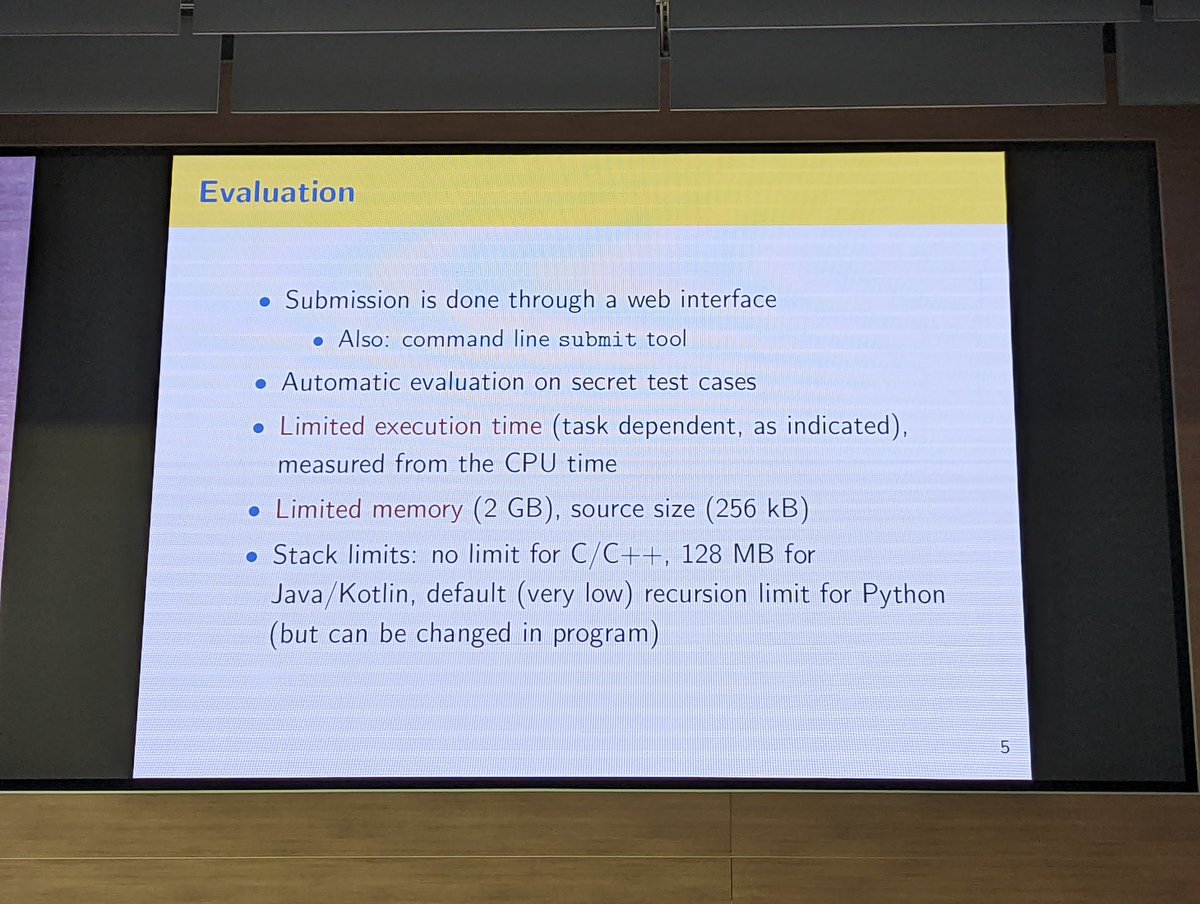 Evaluation
• Submission is done through a web interface
• Also: command line submit tool
• Automatic evaluation on secret test cases
• Limited execution time (task dependent, as indicated),
measured from the CPU time
• Limited memory (2 GB), source size (256 kB)
• Stack limits: no limit for C/C++, 128 MB for
Java/Kotlin, default (very low) recursion limit for Python
(but can be changed in program)
5